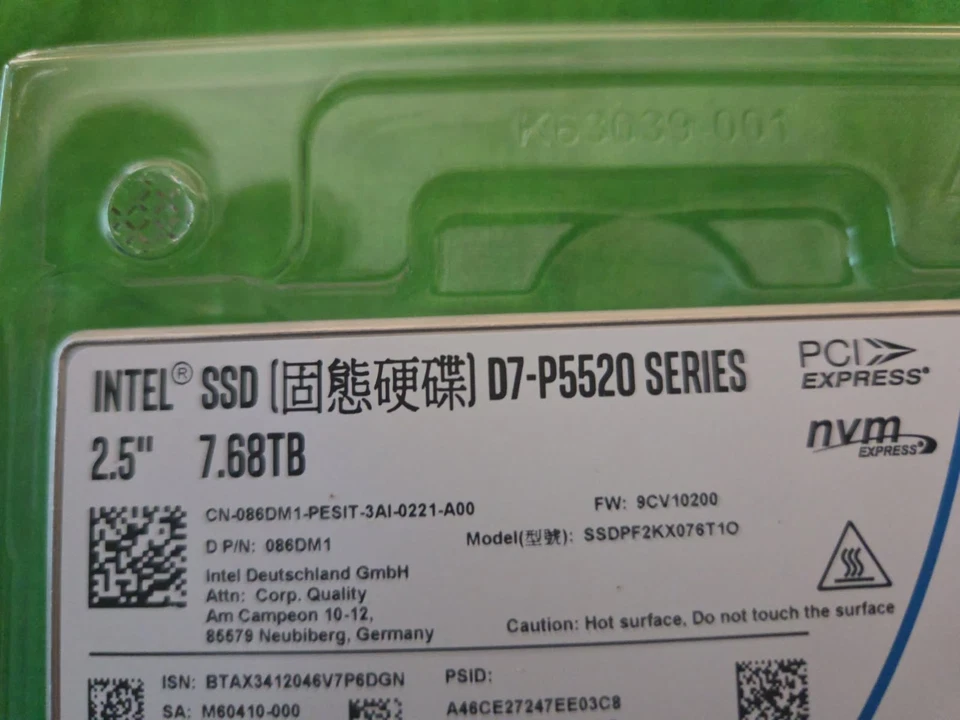 K63039-001
INTEL® SSD (固態硬碟) D7-P5520 SERIES
2.5" 7.68TB
PCI EXPRESS®
nvm EXPRESS®
CN-086DM1-PESIT-3AI-0221-A00
FW: 9CV10200
D P/N: 086DM1
Model(型號): SSDPF2KX076T1O
Intel Deutschland GmbH
Attn: Corp. Quality
Am Campeon 10-12,
85579 Neubiberg, Germany
Caution: Hot surface, Do not touch the surface
ISN: BTAX3412046V7P6DGN
PSID:
SA: M60410-000
A46CE27247EE03C8